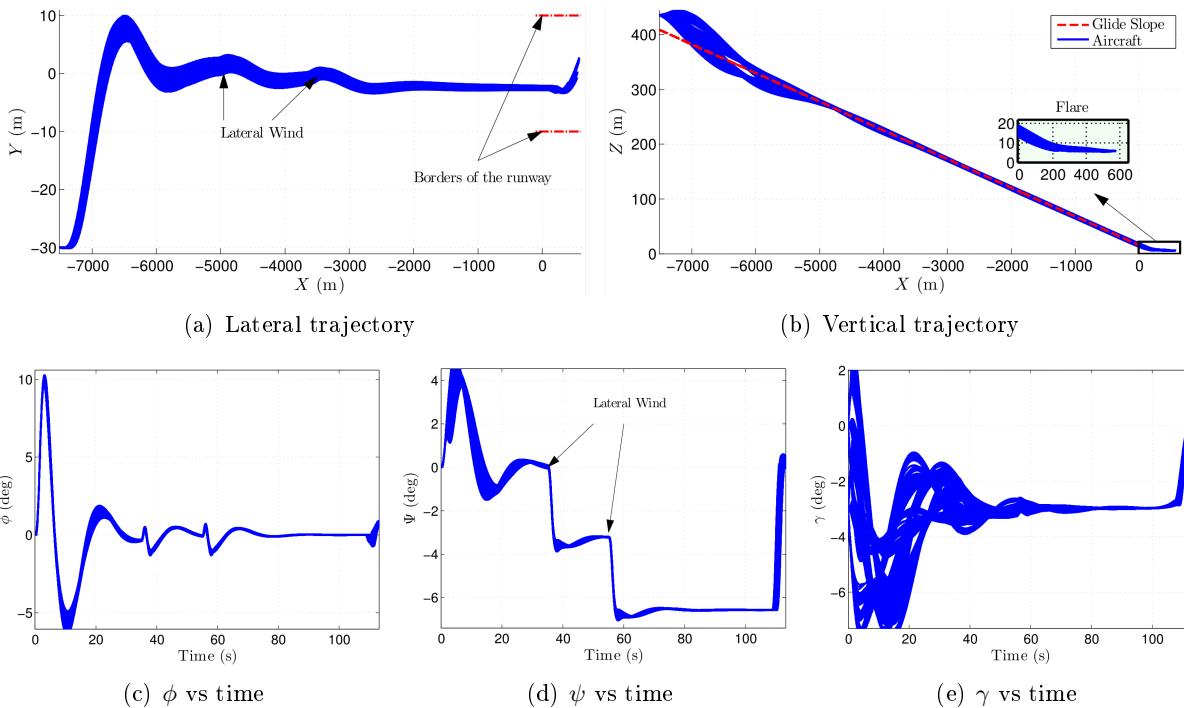 10
0
−10
−20
−30
Y (m)
Lateral Wind
Borders of the runway
−7000 −6000 −5000 −4000 −3000 −2000 −1000 0
X (m)
(a) Lateral trajectory
400
300
200
100
0
Z (m)
Glide Slope
Aircraft
Flare
20
10
0
0 200 400 600
−7000 −6000 −5000 −4000 −3000 −2000 −1000 0
X (m)
(b) Vertical trajectory
10
5
0
−5
ϕ (deg)
0 20 40 60 80 100
Time (s)
(c) ϕ vs time
4
2
0
−2
−4
−6
Ψ (deg)
Lateral Wind
0 20 40 60 80 100
Time (s)
(d) ψ vs time
2
0
−2
−4
−6
γ (deg)
0 20 40 60 80 100
Time (s)
(e) γ vs time